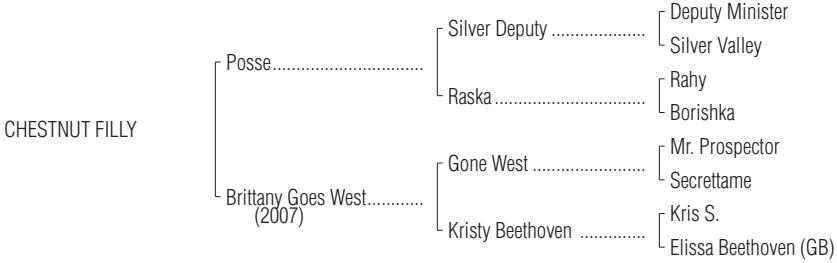 Deputy Minister
Silver Deputy ....................
Silver Valley
Posse................................
Rahy
Raska ................................
Borishka
CHESTNUT FILLY
Mr. Prospector
Gone West ........................
Secrettame
Brittany Goes West............
(2007)
Kris S.
Kristy Beethoven ..............
Elissa Beethoven (GB)